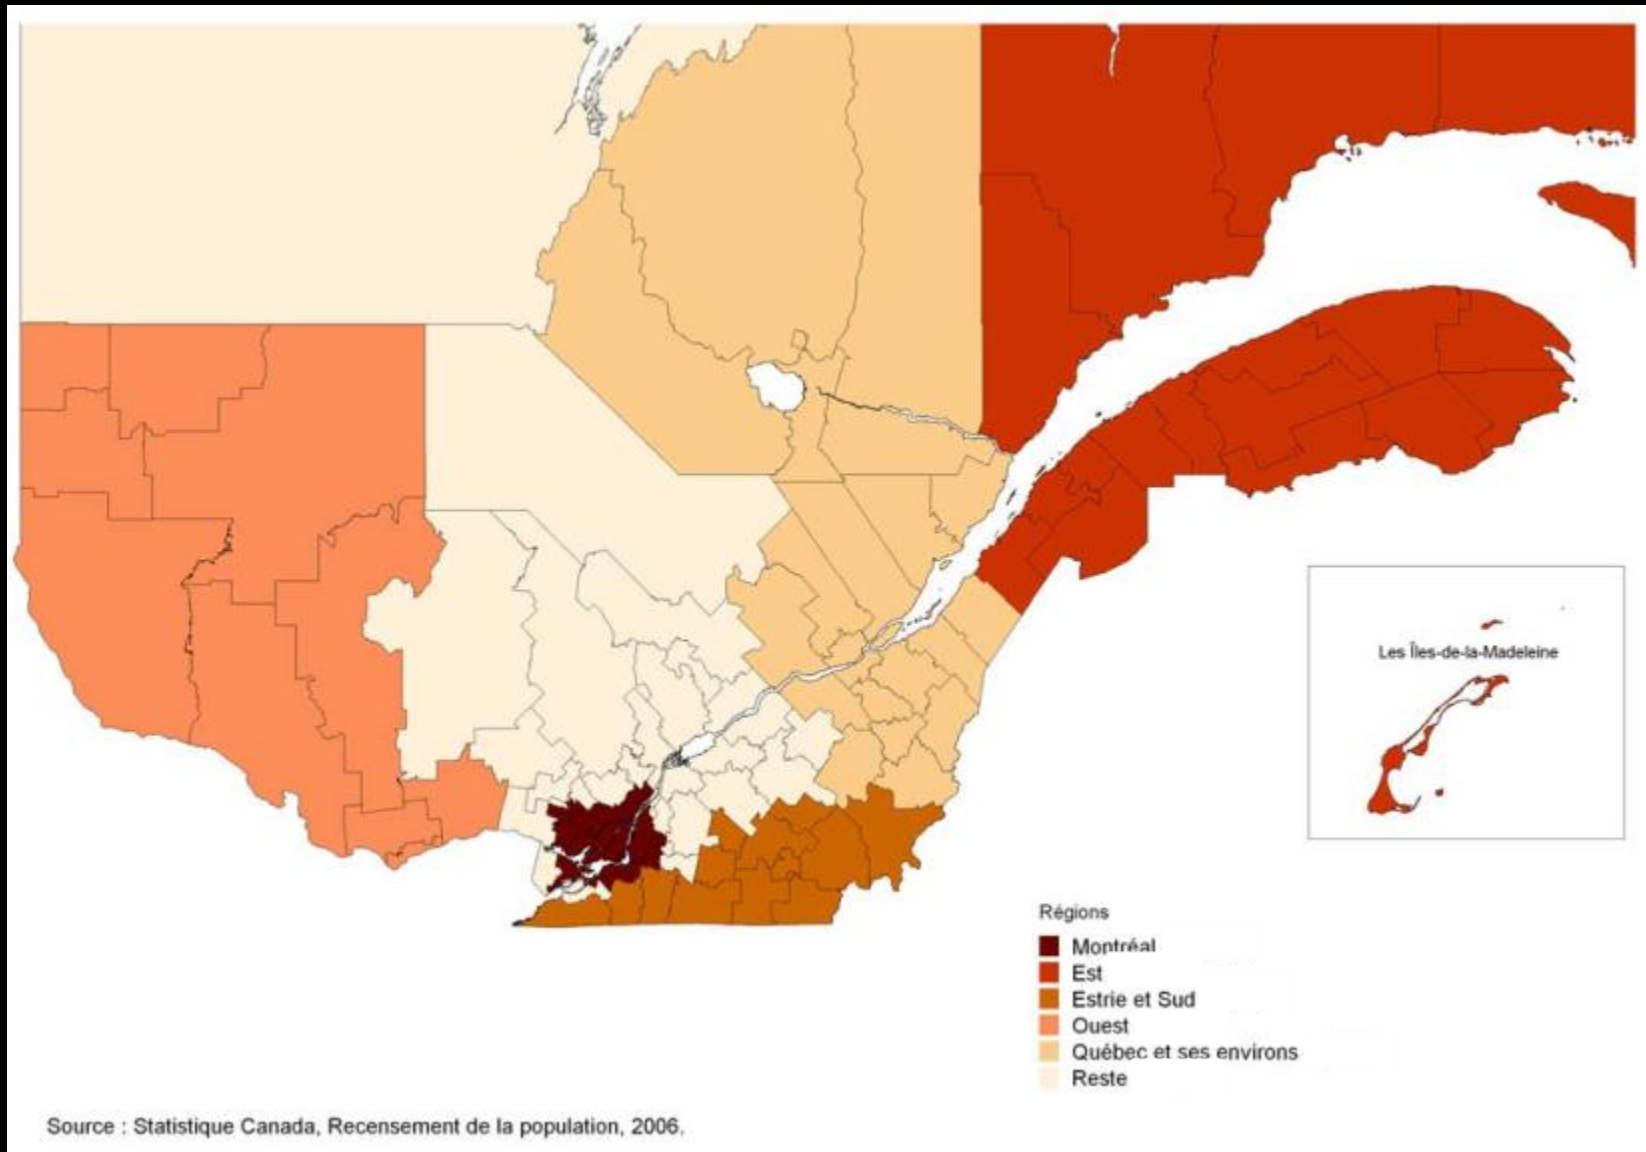 Les Îles-de-la-Madeleine
Régions
Montréal
Est
Estrie et Sud
Ouest
Québec et ses environs
Reste
Source : Statistique Canada, Recensement de la population, 2006.